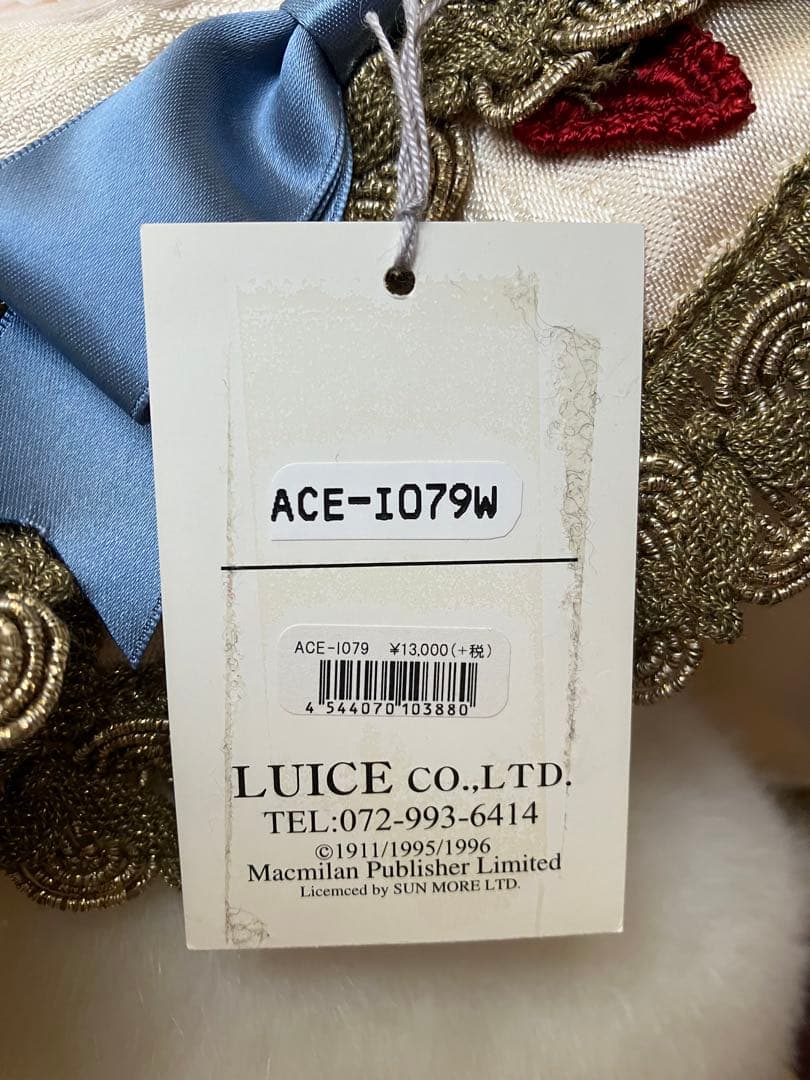 ACE-I079W
ACE-I079 ¥13,000(+税)
4 544070 103880
LUICE CO.,LTD.
TEL:072-993-6414
©1911/1995/1996
Macmilan Publisher Limited
Licemced by SUN MORE LTD.